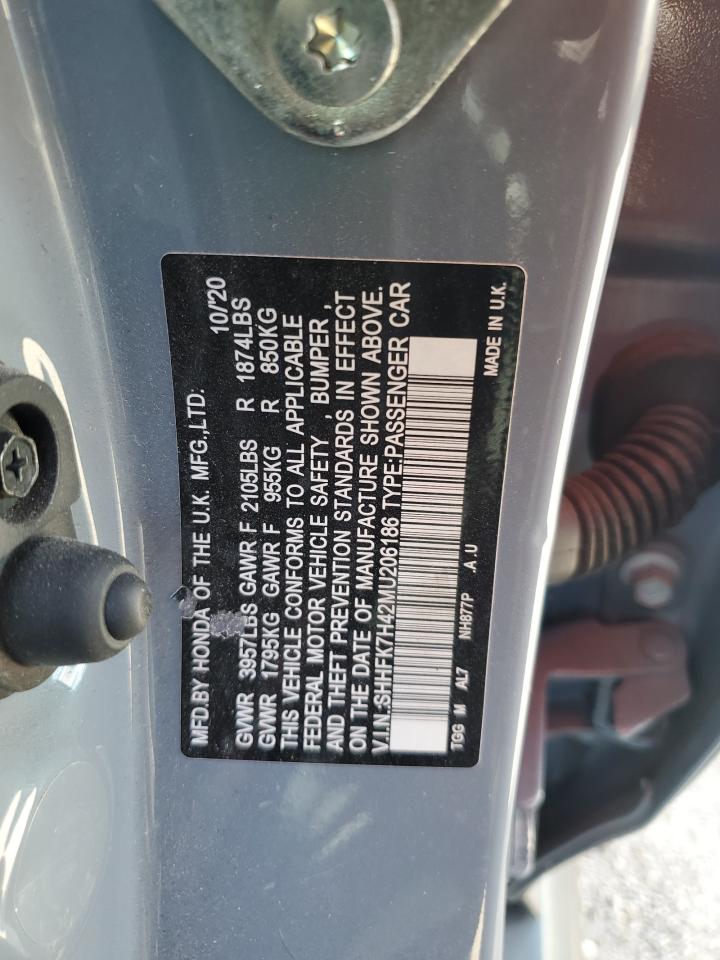 MFD.BY HONDA OF THE U.K. MFG.,LTD. 10/'20
GVWR 3957LBS GAWR F 2105LBS R 1874LBS
GVWR 1795KG GAWR F 955KG R 850KG
THIS VEHICLE CONFORMS TO ALL APPLICABLE
FEDERAL MOTOR VEHICLE SAFETY , BUMPER ,
AND THEFT PREVENTION STANDARDS IN EFFECT
ON THE DATE OF MANUFACTURE SHOWN ABOVE.
V.I.N.:SHHFK7H42MU206186 TYPE:PASSENGER CAR
TGG M AL7 NH877P .A.U MADE IN U.K.